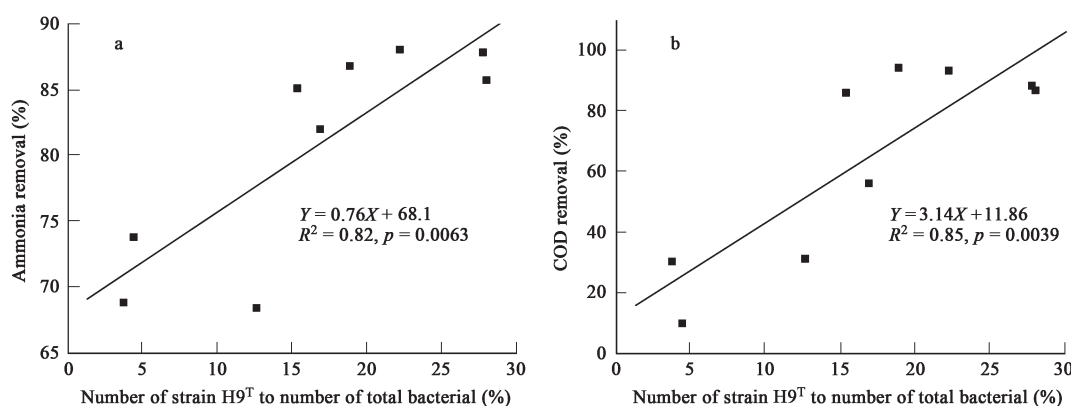 a
90
85
80
75
70
65
0
5
10
15
20
25
30
Ammonia removal (%)
Y = 0.76X + 68.1
R² = 0.82, p = 0.0063
Number of strain H9ᵀ to number of total bacterial (%)
b
100
80
60
40
20
0
0
5
10
15
20
25
30
COD removal (%)
Y = 3.14X +11.86
R² = 0.85, p = 0.0039
Number of strain H9ᵀ to number of total bacterial (%)